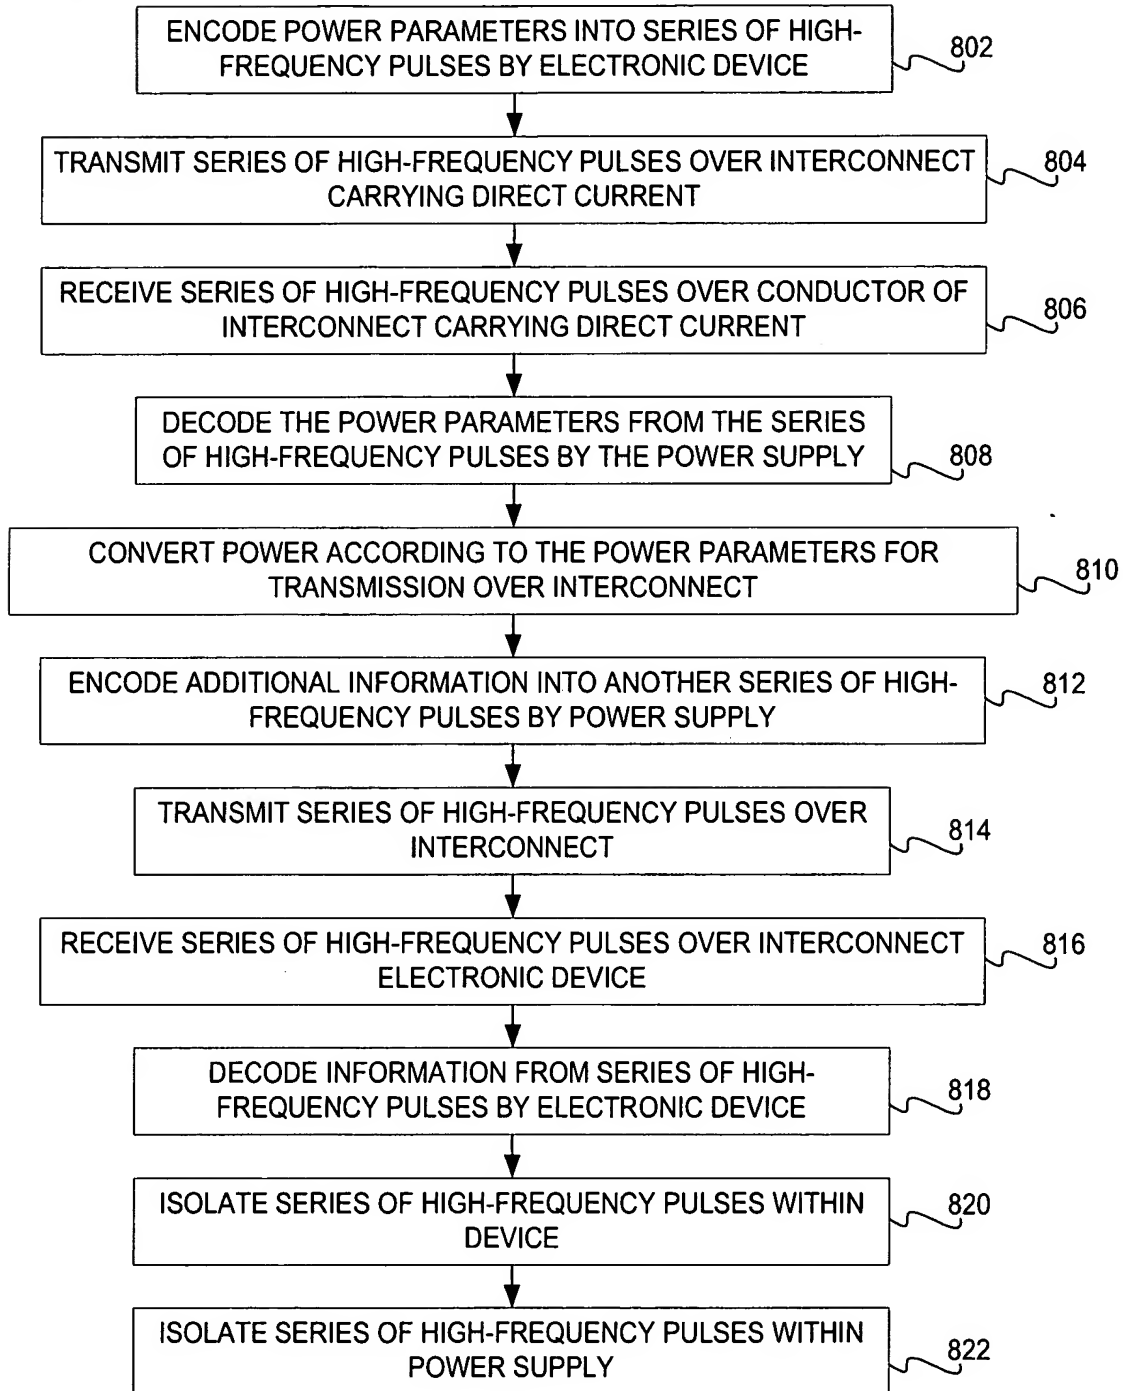 ENCODE POWER PARAMETERS INTO SERIES OF HIGH-
FREQUENCY PULSES BY ELECTRONIC DEVICE
802
TRANSMIT SERIES OF HIGH-FREQUENCY PULSES OVER INTERCONNECT
CARRYING DIRECT CURRENT
804
RECEIVE SERIES OF HIGH-FREQUENCY PULSES OVER CONDUCTOR OF
INTERCONNECT CARRYING DIRECT CURRENT
806
DECODE THE POWER PARAMETERS FROM THE SERIES
OF HIGH-FREQUENCY PULSES BY THE POWER SUPPLY
808
CONVERT POWER ACCORDING TO THE POWER PARAMETERS FOR
TRANSMISSION OVER INTERCONNECT
810
ENCODE ADDITIONAL INFORMATION INTO ANOTHER SERIES OF HIGH-
FREQUENCY PULSES BY POWER SUPPLY
812
TRANSMIT SERIES OF HIGH-FREQUENCY PULSES OVER
INTERCONNECT
814
RECEIVE SERIES OF HIGH-FREQUENCY PULSES OVER INTERCONNECT
ELECTRONIC DEVICE
816
DECODE INFORMATION FROM SERIES OF HIGH-
FREQUENCY PULSES BY ELECTRONIC DEVICE
818
ISOLATE SERIES OF HIGH-FREQUENCY PULSES WITHIN
DEVICE
820
ISOLATE SERIES OF HIGH-FREQUENCY PULSES WITHIN
POWER SUPPLY
822